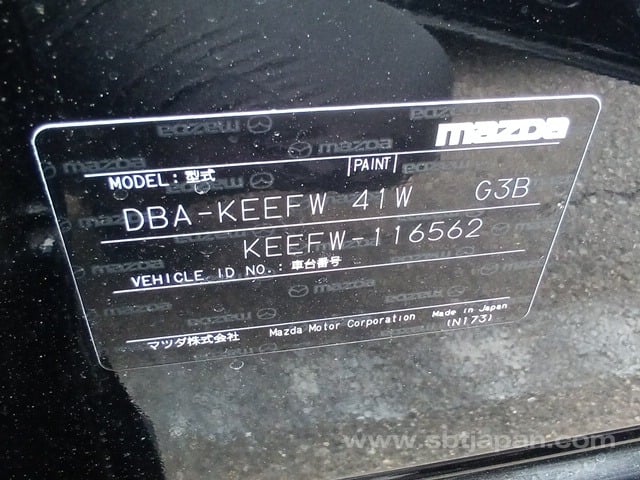 mazda
MODEL: 型式 PAINT
DBA-KEEFW 41W G3B
KEEFW-116562
VEHICLE ID NO.: 車台番号
マツダ株式会社 Mazda Motor Corporation Made in Japan
(N173)
www.sbtjapan.com